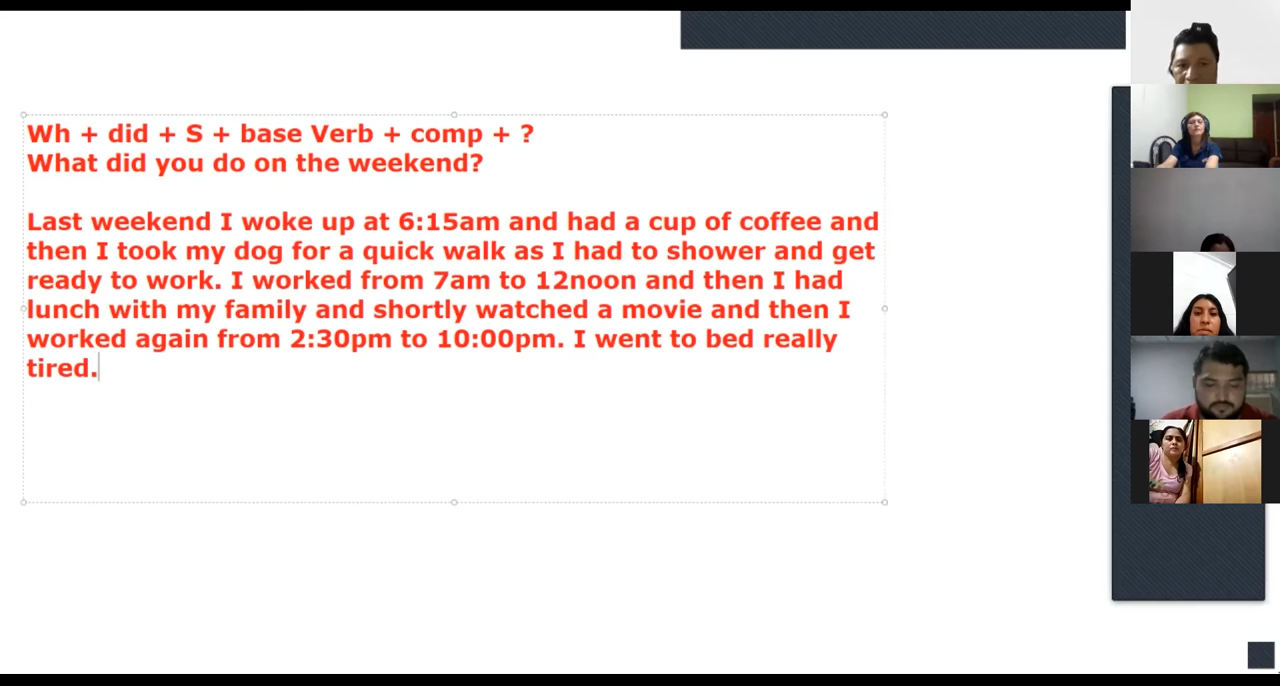 Wh + did + S + base Verb + comp + ?
What did you do on the weekend?
Last weekend I woke up at 6:15am and had a cup of coffee and
then I took my dog for a quick walk as I had to shower and get
ready to work. I worked from 7am to 12noon and then I had
lunch with my family and shortly watched a movie and then I
worked again from 2:30pm to 10:00pm. I went to bed really
tired.